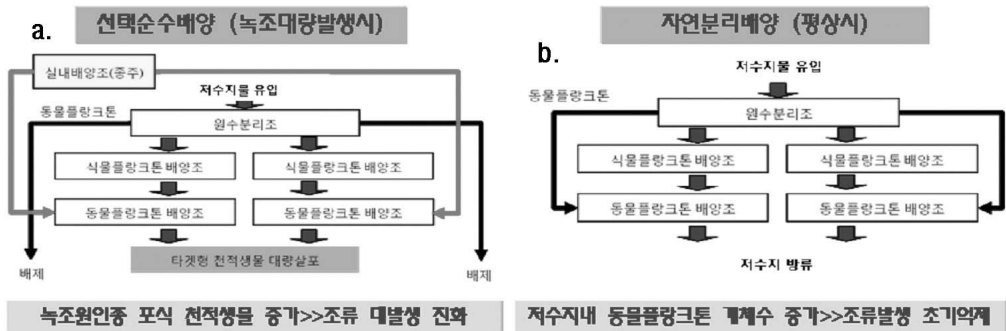 a.
선택순수배양 (녹조대량발생시)
실내배양조(종주)
저수지물 유입
동물플랑크톤
원수분리조
식물플랑크톤 배양조
식물플랑크톤 배양조
동물플랑크톤 배양조
동물플랑크톤 배양조
타겟형 천적생물 대량살포
배제
배제
녹조원인종 포식 천적생물 증가>>조류 대발생 진화
b.
자연분리배양 (평상시)
저수지물 유입
동물플랑크톤
원수분리조
식물플랑크톤 배양조
식물플랑크톤 배양조
동물플랑크톤 배양조
동물플랑크톤 배양조
저수지 방류
저수지내 동물플랑크톤 개체수 증가>>조류발생 초기억제